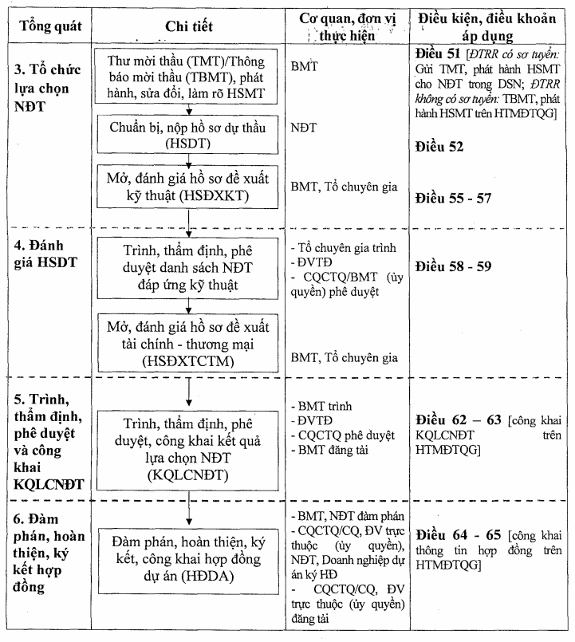 Tổng quát
Chi tiết
Cơ quan, đơn vị
thực hiện
Điều kiện, điều khoản
áp dụng
3. Tổ chức
lựa chọn
NĐT
Thư mời thầu (TMT)/Thông
báo mời thầu (TBMT), phát
hành, sửa đổi, làm rõ HSMT
BMT
Điều 51 [ĐTRR có sơ tuyển:
Gửi TMT, phát hành HSMT
cho NĐT trong DSN; ĐTRR
không có sơ tuyển: TBMT, phát
hành HSMT trên HTMĐTQG]
Chuẩn bị, nộp hồ sơ dự thầu
(HSDT)
NĐT
Điều 52
Mở, đánh giá hồ sơ đề xuất
kỹ thuật (HSĐXKT)
BMT, Tổ chuyên gia
Điều 55 - 57
4. Đánh
giá HSDT
Trình, thẩm định, phê
duyệt danh sách NĐT
đáp ứng kỹ thuật
- Tổ chuyên gia trình
- ĐVTĐ
- CQCTQ/BMT (ủy
quyền) phê duyệt
Điều 58 - 59
Mở, đánh giá hồ sơ đề xuất
tài chính - thương mại
(HSĐXTCTM)
BMT, Tổ chuyên gia
5. Trình,
thẩm định,
phê duyệt
và công khai
KQLCNĐT
Trình, thẩm định, phê
duyệt, công khai kết quả
lựa chọn NĐT
(KQLCNĐT)
- BMT trình
- ĐVTĐ
- CQCTQ phê duyệt
- BMT đăng tải
Điều 62 – 63 [công khai
KQLCNĐT trên
HTMĐTQG]
6. Đàm
phán, hoàn
thiện, ký
kết hợp
đồng
Đàm phán, hoàn thiện, ký
kết, công khai hợp đồng
dự án (HĐDA)
- BMT, NĐT đàm phán
- CQCTQ/CQ, ĐV trực
thuộc (ủy quyền),
NĐT, Doanh nghiệp dự
án ký HĐ
- CQCTQ/CQ, ĐV
trực thuộc (ủy quyền)
đăng tải
Điều 64 - 65 [công khai
thông tin hợp đồng trên
HTMĐTQG]